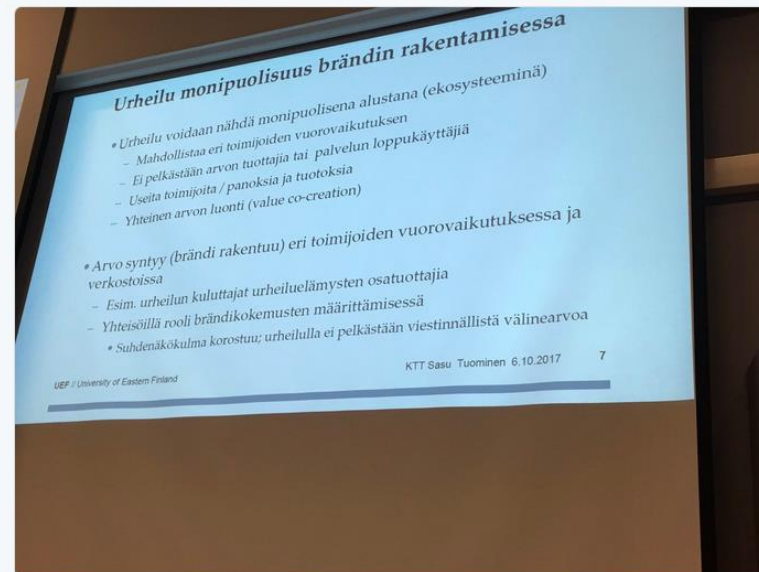 Urheilu monipuolisuus brändin rakentamisessa
• Urheilu voidaan nähdä monipuolisena alustana (ekosysteeminä)
– Mahdollistaa eri toimijoiden vuorovaikutuksen
– Ei pelkästään arvon tuottajia tai palvelun loppukäyttäjiä
– Useita toimijoita / panoksia ja tuotoksia
– Yhteinen arvon luonti (value co-creation)
• Arvo syntyy (brändi rakentuu) eri toimijoiden vuorovaikutuksessa ja
verkostoissa
– Esim. urheilun kuluttajat urheiluelämysten osatuottajia
– Yhteisöillä rooli brändikokemusten määrittämisessä
• Suhdenäkökulma korostuu; urheilulla ei pelkästään viestinnällistä välinearvoa
UEF // University of Eastern Finland KTT Sasu Tuominen 6.10.2017 7